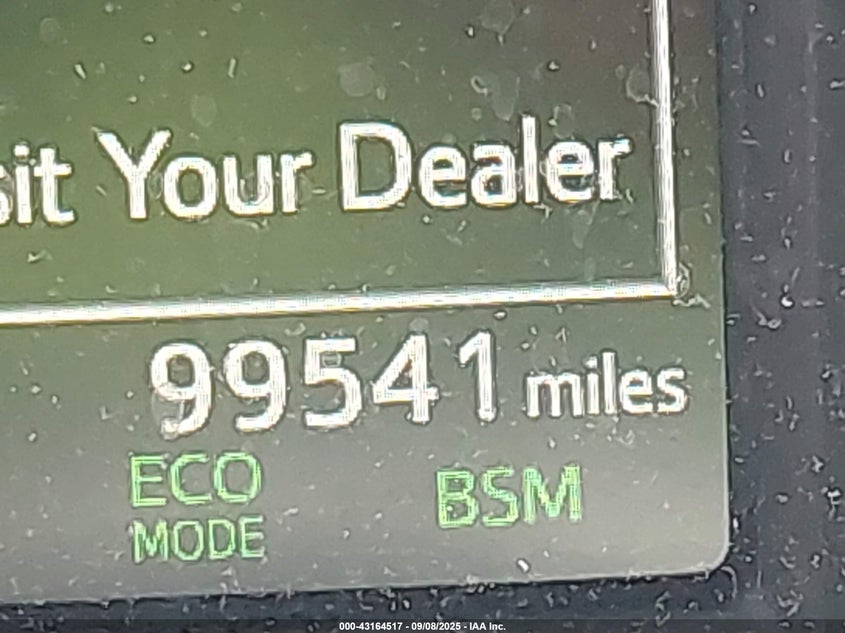 sit Your Dealer
99541 miles
ECO BSM
MODE
000-43164517 - 09/08/2025 - IAA Inc.